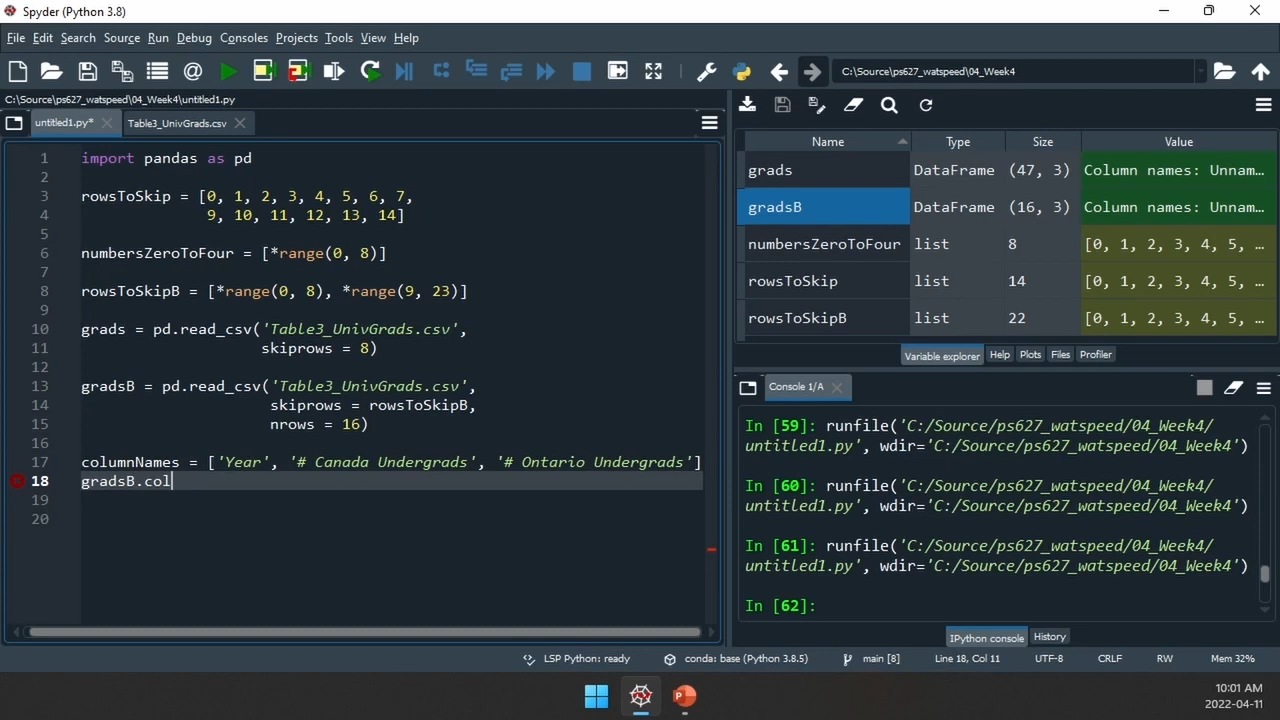 Spyder (Python 3.8)
File Edit Search Source Run Debug Consoles Projects Tools View Help
C:\Source\ps627_watspeed\04_Week4
C:\Source\ps627_watspeed\04_Week4\untitled1.py
untitled1.py*
Table3_UnivGrads.csv
1 import pandas as pd
2
3 rowsToSkip = [0, 1, 2, 3, 4, 5, 6, 7,
4 9, 10, 11, 12, 13, 14]
5
6 numbersZeroToFour = [*range(0, 8)]
7
8 rowsToSkipB = [*range(0, 8), *range(9, 23)]
9
10 grads = pd.read_csv('Table3_UnivGrads.csv',
11 skiprows = 8)
12
13 gradsB = pd.read_csv('Table3_UnivGrads.csv',
14 skiprows = rowsToSkipB,
15 nrows = 16)
16
17 columnNames = ['Year', '# Canada Undergrads', '# Ontario Undergrads']
18 gradsB.col
19
20
Name Type Size Value
grads DataFrame (47, 3) Column names: Unnam…
gradsB DataFrame (16, 3) Column names: Unnam…
numbersZeroToFour list 8 [0, 1, 2, 3, 4, 5, …
rowsToSkip list 14 [0, 1, 2, 3, 4, 5, …
rowsToSkipB list 22 [0, 1, 2, 3, 4, 5, …
Variable explorer Help Plots Files Profiler
Console 1/A
In [59]: runfile('C:/Source/ps627_watspeed/04_Week4/
untitled1.py', wdir='C:/Source/ps627_watspeed/04_Week4')
In [60]: runfile('C:/Source/ps627_watspeed/04_Week4/
untitled1.py', wdir='C:/Source/ps627_watspeed/04_Week4')
In [61]: runfile('C:/Source/ps627_watspeed/04_Week4/
untitled1.py', wdir='C:/Source/ps627_watspeed/04_Week4')
In [62]:
IPython console History
LSP Python: ready conda: base (Python 3.8.5) main [8] Line 18, Col 11 UTF-8 CRLF RW Mem 32%
10:01 AM
2022-04-11